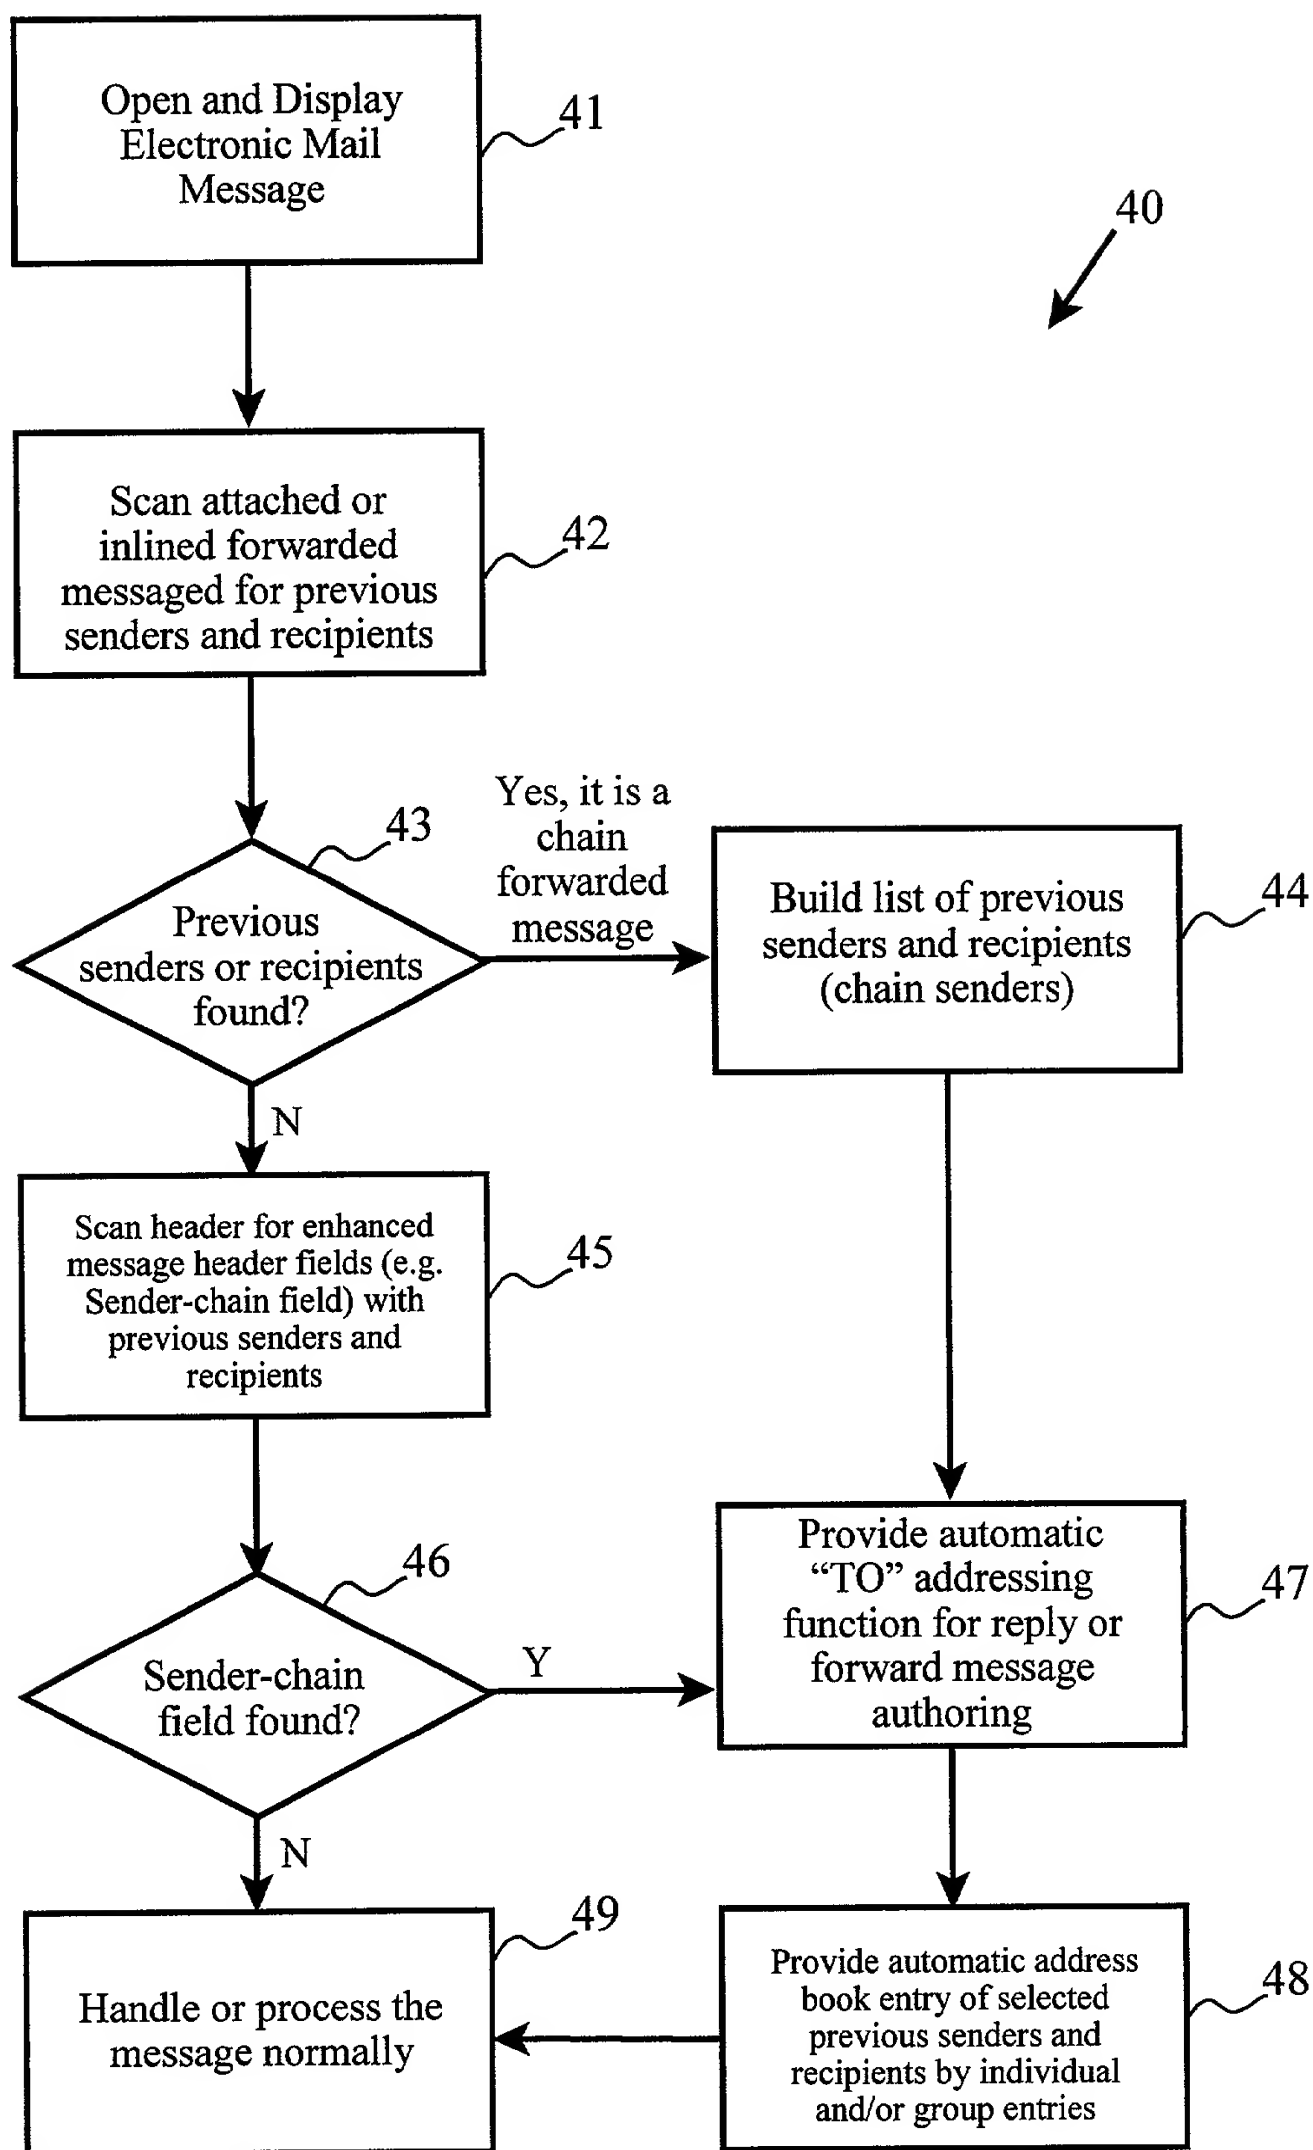 Open and Display
Electronic Mail
Message
41
40
Scan attached or
inlined forwarded
messaged for previous
senders and recipients
42
43
Previous
senders or recipients
found?
Yes, it is a
chain
forwarded
message
Build list of previous
senders and recipients
(chain senders)
44
N
Scan header for enhanced
message header fields (e.g.
Sender-chain field) with
previous senders and
recipients
45
46
Sender-chain
field found?
Y
Provide automatic
“TO” addressing
function for reply or
forward message
authoring
47
N
49
Handle or process the
message normally
Provide automatic address
book entry of selected
previous senders and
recipients by individual
and/or group entries
48